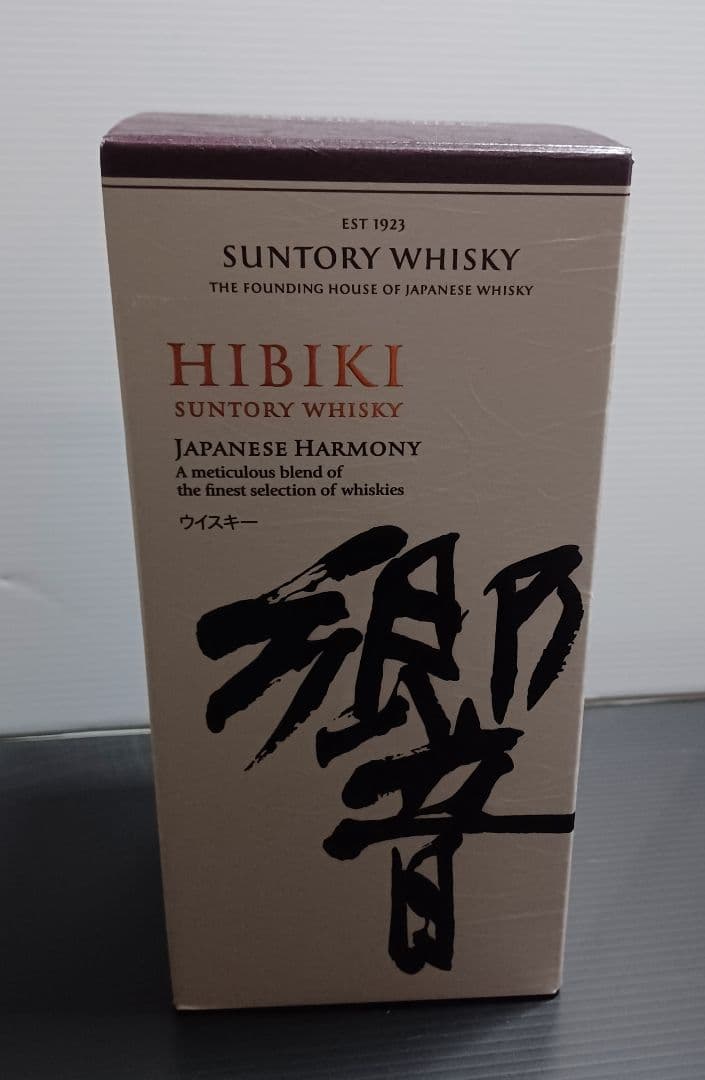 EST 1923
SUNTORY WHISKY
THE FOUNDING HOUSE OF JAPANESE WHISKY
HIBIKI
SUNTORY WHISKY
JAPANESE HARMONY
A meticulous blend of
the finest selection of whiskies
ウイスキー
響